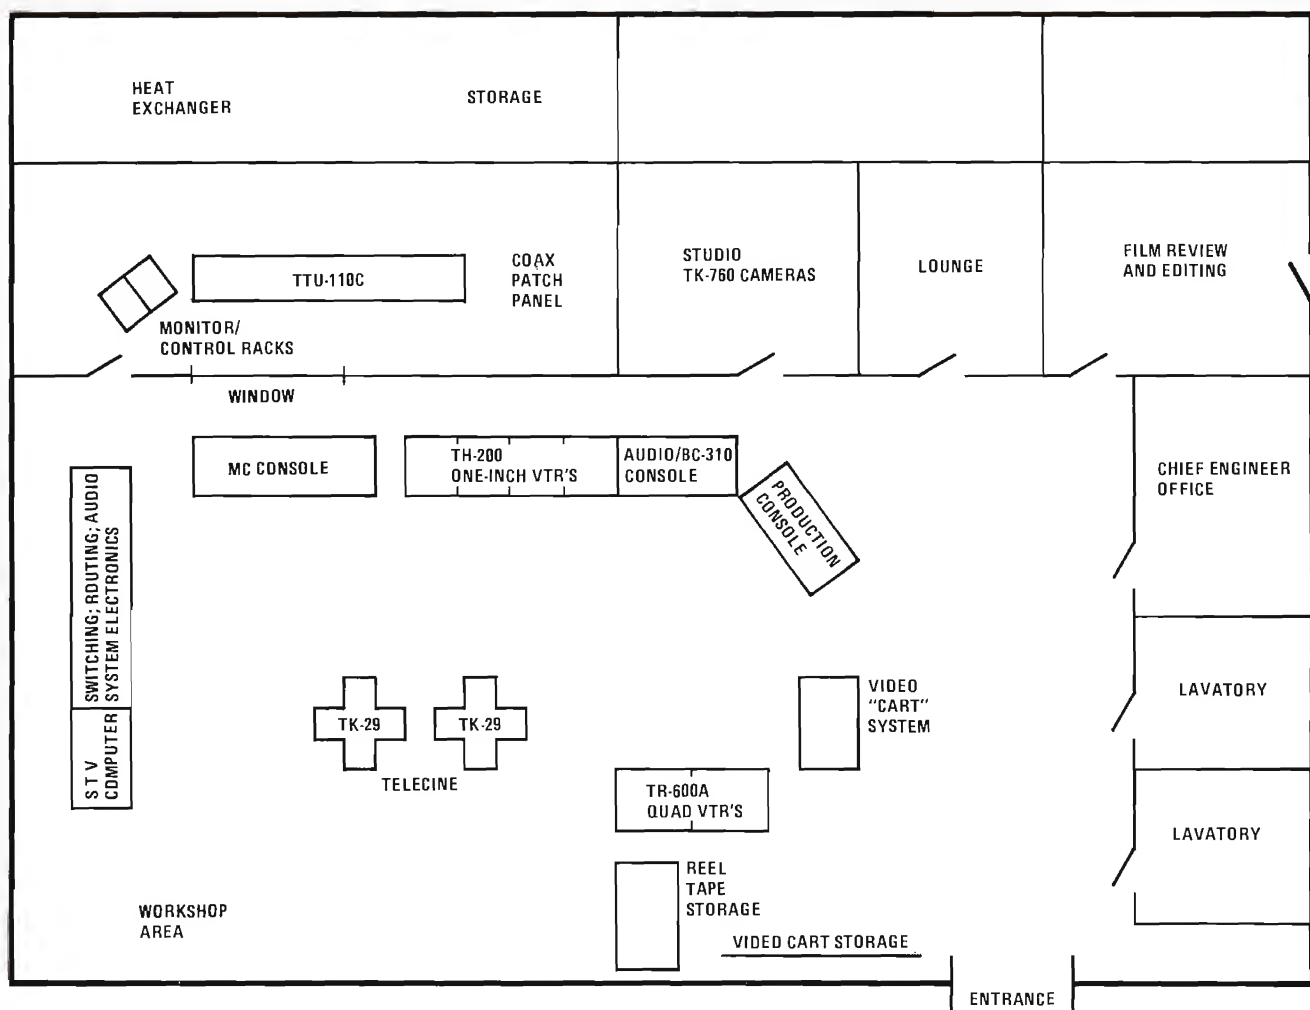 HEAT
EXCHANGER
STORAGE
TTU-110C
COAX
PATCH
PANEL
STUDIO
TK-760 CAMERAS
LOUNGE
FILM REVIEW
AND EDITING
MONITOR/
CONTROL RACKS
WINDOW
MC CONSOLE
TH-200
ONE-INCH VTR'S
AUDIO/BC-310
CONSOLE
PRODUCTION
CONSOLE
CHIEF ENGINEER
OFFICE
SWITCHING; ROUTING; AUDIO
SYSTEM ELECTRONICS
S T V
COMPUTER
TK-29
TK-29
TELECINE
VIDEO
"CART"
SYSTEM
LAVATORY
TR-600A
QUAD VTR'S
LAVATORY
REEL
TAPE
STORAGE
WORKSHOP
AREA
VIDEO CART STORAGE
ENTRANCE